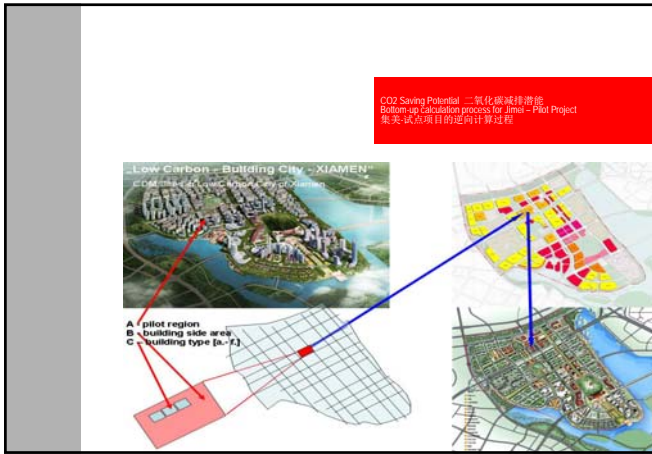 CO2 Saving Potential 二氧化碳减排潜能
Bottom-up calculation process for Jimei – Pilot Project
集美-试点项目的逆向计算过程
„Low Carbon - Building City - XIAMEN“
A - pilot region
B - building side area
C - building type [a.- f.]